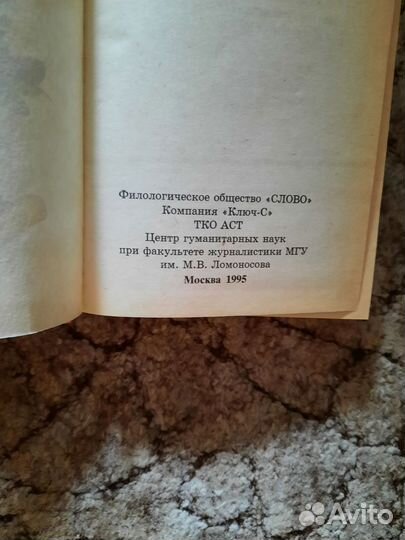 Филологическое общество «СЛОВО»
Компания «Ключ-С»
ТКО АСТ
Центр гуманитарных наук
при факультете журналистики МГУ
им. М.В. Ломоносова
Москва 1995
Avito